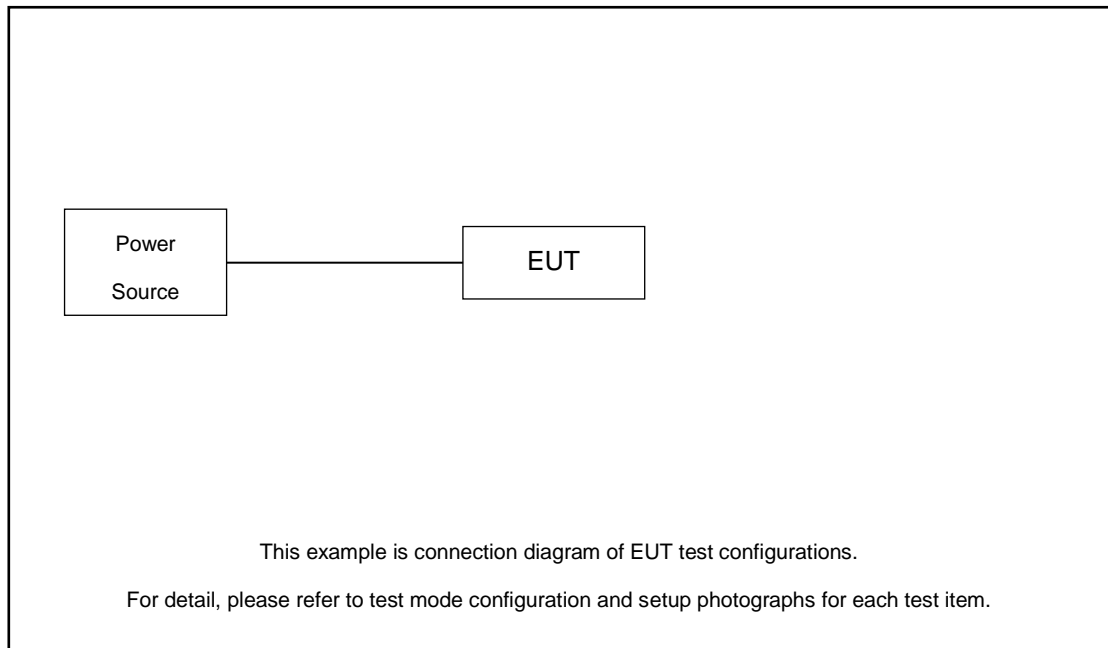 Power
Source
EUT
This example is connection diagram of EUT test configurations.
For detail, please refer to test mode configuration and setup photographs for each test item.